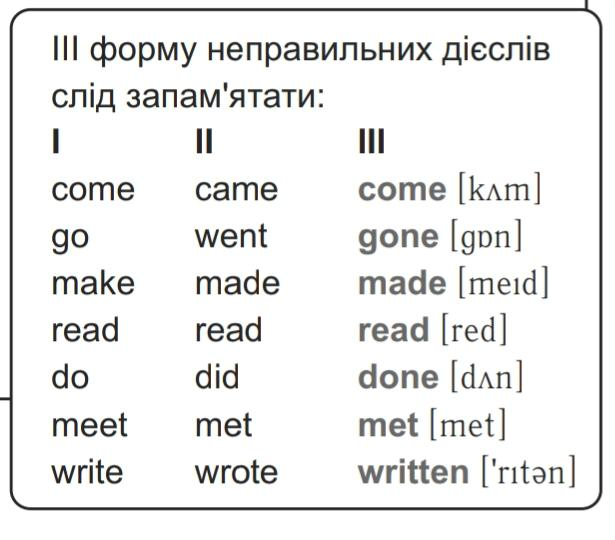 III форму неправильних дієслів
слід запам'ятати:
I II III
come came come [kʌm]
go went gone [gɒn]
make made made [meɪd]
read read read [red]
do did done [dʌn]
meet met met [met]
write wrote written ['rɪtən]